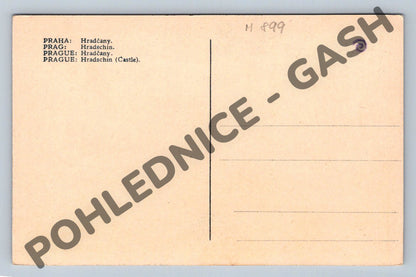 M 899
PRAHA: Hradčany.
PRAG: Hradschin.
PRAGUE: Hradčany.
PRAGUE: Hradschin (Castle).
POHLEDNICE - GASH